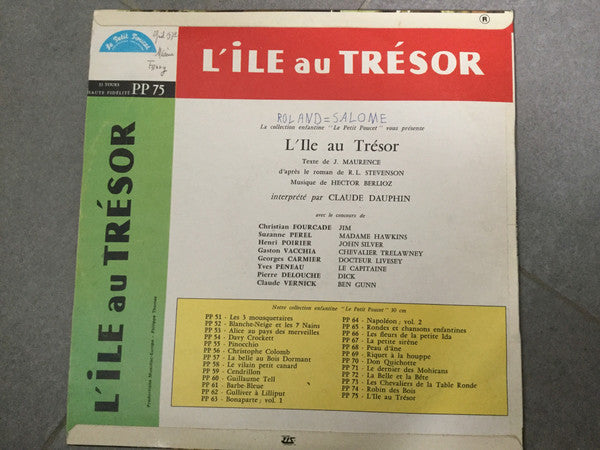 le Petit Poucet
33 TOURS
HAUTE FIDÉLITÉ PP 75
L'ÎLE au TRÉSOR
R
ROLAND=SALOME
La collection enfantine "Le Petit Poucet" vous présente
L'Ile au Trésor
Texte de J. MAURENCE
d'après le roman de R. L. STEVENSON
Musique de HECTOR BERLIOZ
interprété par CLAUDE DAUPHIN
avec le concours de
Christian FOURCADE JIM
Suzanne PEREL MADAME HAWKINS
Henri POIRIER JOHN SILVER
Gaston VACCHIA CHEVALIER TRELAWNEY
Georges CARMIER DOCTEUR LIVESEY
Yves PENEAU LE CAPITAINE
Pierre DELOUCHE DICK
Claude VERNICK BEN GUNN
L'ÎLE au TRÉSOR
Notre collection enfantine "Le Petit Poucet" 30 cm
PP 51 - Les 3 mousquetaires
PP 52 - Blanche-Neige et les 7 Nains
PP 53 - Alice au pays des merveilles
PP 54 - Davy Crockett
PP 55 - Pinocchio
PP 56 - Christophe Colomb
PP 57 - La belle au Bois Dormant
PP 58 - Le vilain petit canard
PP 59 - Cendrillon
PP 60 - Guillaume Tell
PP 61 - Barbe-Bleue
PP 62 - Gulliver à Lilliput
PP 63 - Bonaparte; vol. 1
PP 64 - Napoléon; vol. 2
PP 65 - Rondes et chansons enfantines
PP 66 - Les fleurs de la petite Ida
PP 67 - La petite sirène
PP 68 - Peau d'âne
PP 69 - Riquet à la houppe
PP 70 - Don Quichotte
PP 71 - Le dernier des Mohicans
PP 72 - La Belle et la Bête
PP 73 - Les Chevaliers de la Table Ronde
PP 74 - Robin des Bois
PP 75 - L'Ile au Trésor